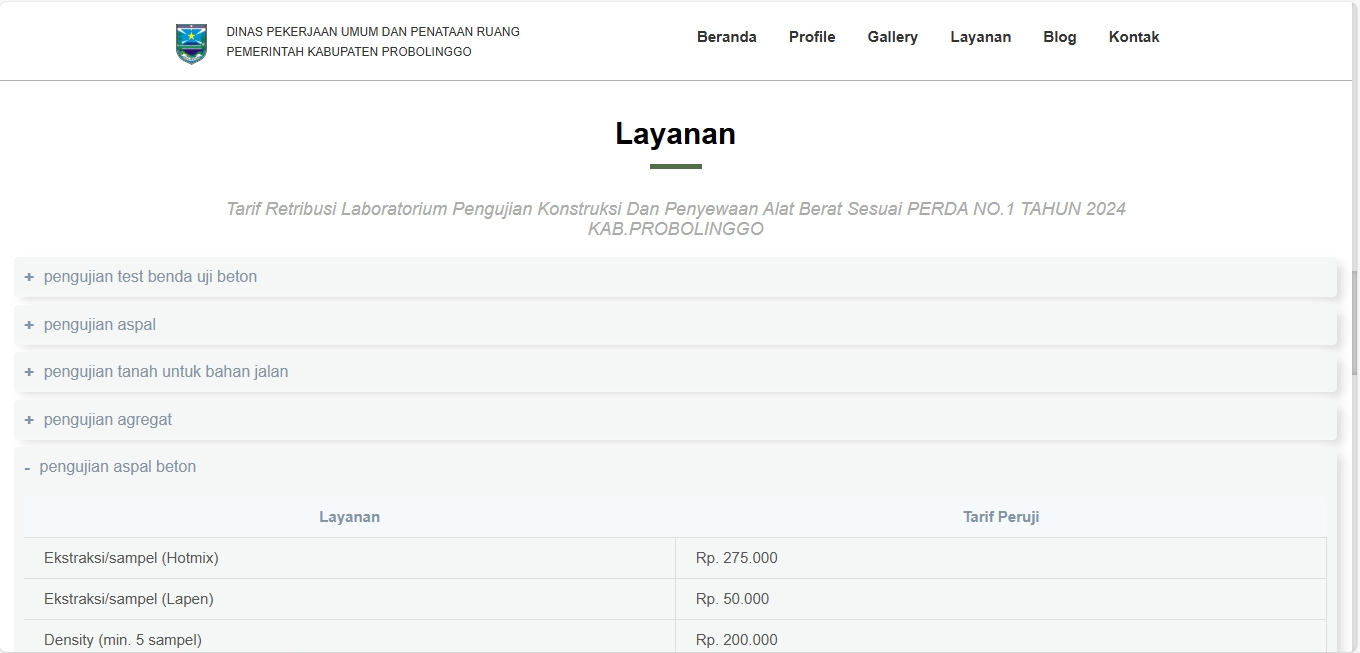 DINAS PEKERJAAN UMUM DAN PENATAAN RUANG
PEMERINTAH KABUPATEN PROBOLINGGO
Beranda Profile Gallery Layanan Blog Kontak
Layanan
Tarif Retribusi Laboratorium Pengujian Konstruksi Dan Penyewaan Alat Berat Sesuai PERDA NO.1 TAHUN 2024
KAB.PROBOLINGGO
+ pengujian test benda uji beton
+ pengujian aspal
+ pengujian tanah untuk bahan jalan
+ pengujian agregat
- pengujian aspal beton
Layanan Tarif Peruji
Ekstraksi/sampel (Hotmix) Rp. 275.000
Ekstraksi/sampel (Lapen) Rp. 50.000
Density (min. 5 sampel) Rp. 200.000